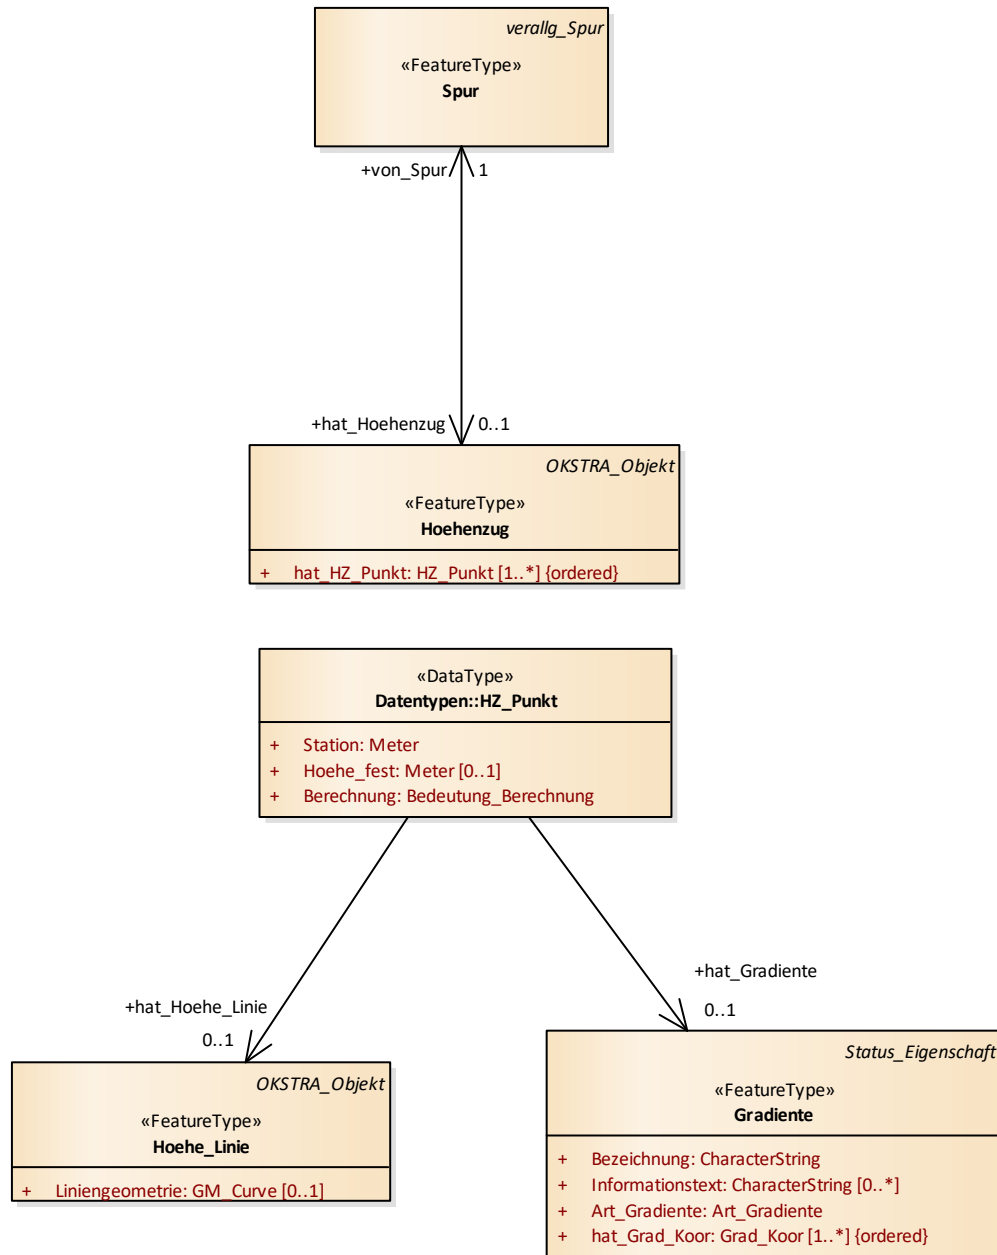 verallg_Spur
«FeatureType»
Spur
+von_Spur 1
+hat_Hoehenzug 0..1
OKSTRA_Objekt
«FeatureType»
Hoehenzug
+ hat_HZ_Punkt: HZ_Punkt [1..*] {ordered}
«DataType»
Datentypen::HZ_Punkt
+ Station: Meter
+ Hoehe_fest: Meter [0..1]
+ Berechnung: Bedeutung_Berechnung
+hat_Hoehe_Linie
0..1
+hat_Gradiente
0..1
OKSTRA_Objekt
«FeatureType»
Hoehe_Linie
+ Liniengeometrie: GM_Curve [0..1]
Status_Eigenschaft
«FeatureType»
Gradiente
+ Bezeichnung: CharacterString
+ Informationstext: CharacterString [0..*]
+ Art_Gradiente: Art_Gradiente
+ hat_Grad_Koor: Grad_Koor [1..*] {ordered}